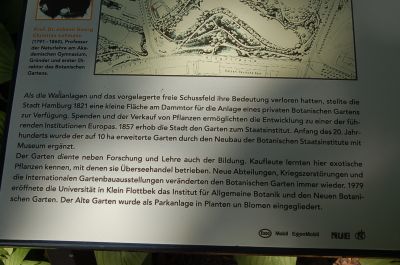 Prof. Dr. Johann Georg
Christian Lehmann
(1791-1860), Professor
der Naturlehre am Aka-
demischen Gymnasium,
Gründer und erster Di-
rektor des Botanischen
Gartens.
Als die Wallanlagen und das vorgelagerte freie Schussfeld ihre Bedeutung verloren hatten, stellte die
Stadt Hamburg 1821 eine kleine Fläche am Dammtor für die Anlage eines privaten Botanischen Gartens
zur Verfügung. Spenden und der Verkauf von Pflanzen ermöglichten die Entwicklung zu einer der füh-
renden Institutionen Europas. 1857 erhob die Stadt den Garten zum Staatsinstitut. Anfang des 20. Jahr-
hunderts wurde der auf 10 ha erweiterte Garten durch den Neubau der Botanischen Staatsinstitute mit
Museum ergänzt.
Der Garten diente neben Forschung und Lehre auch der Bildung. Kaufleute lernten hier exotische
Pflanzen kennen, mit denen sie Überseehandel betrieben. Neue Abteilungen, Kriegszerstörungen und
die Internationalen Gartenbauausstellungen veränderten den Botanischen Garten immer wieder. 1979
eröffnete die Universität in Klein Flottbek das Institut für Allgemeine Botanik und den Neuen Botani-
schen Garten. Der Alte Garten wurde als Parkanlage in Planten un Blomen eingegliedert.
Esso Mobil ExxonMobil